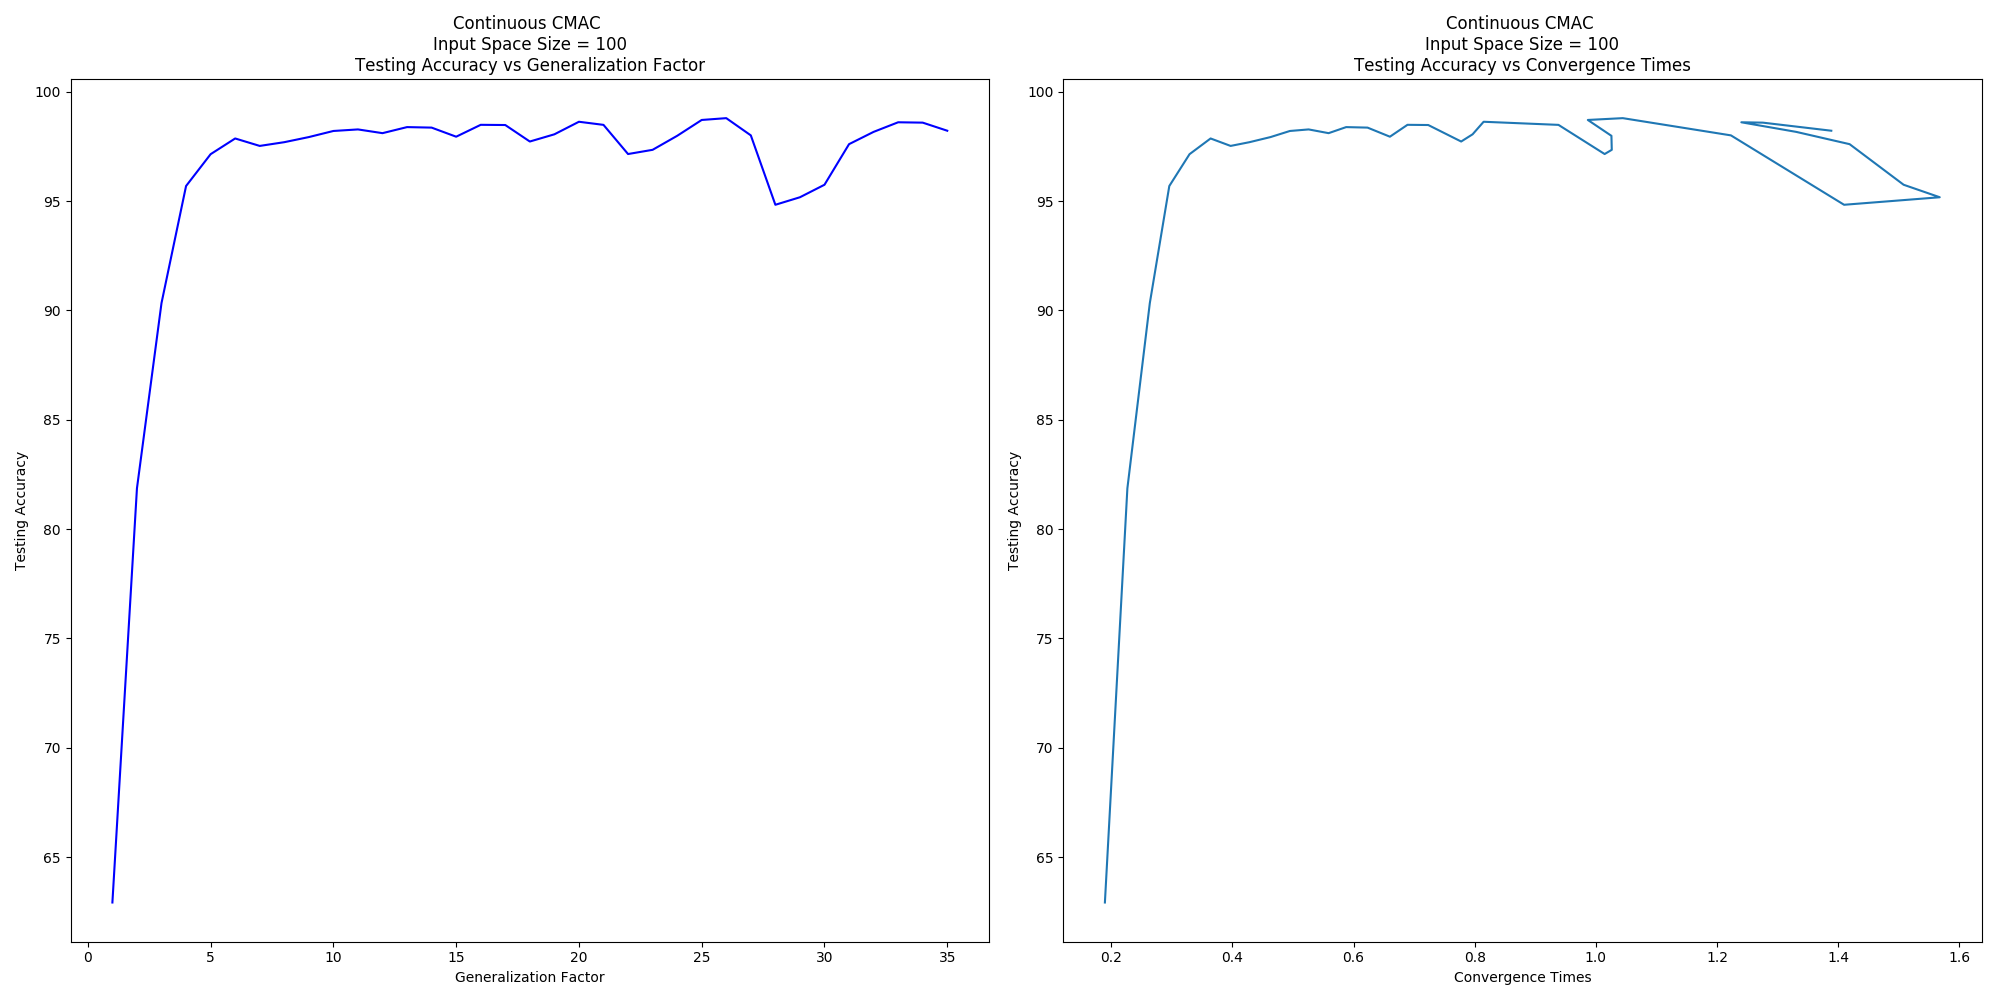 Continuous CMAC
Input Space Size = 100
Testing Accuracy vs Generalization Factor
100
95
90
85
80
75
70
65
Testing Accuracy
0 5 10 15 20 25 30 35
Generalization Factor
Continuous CMAC
Input Space Size = 100
Testing Accuracy vs Convergence Times
100
95
90
85
80
75
70
65
Testing Accuracy
0.2 0.4 0.6 0.8 1.0 1.2 1.4 1.6
Convergence Times